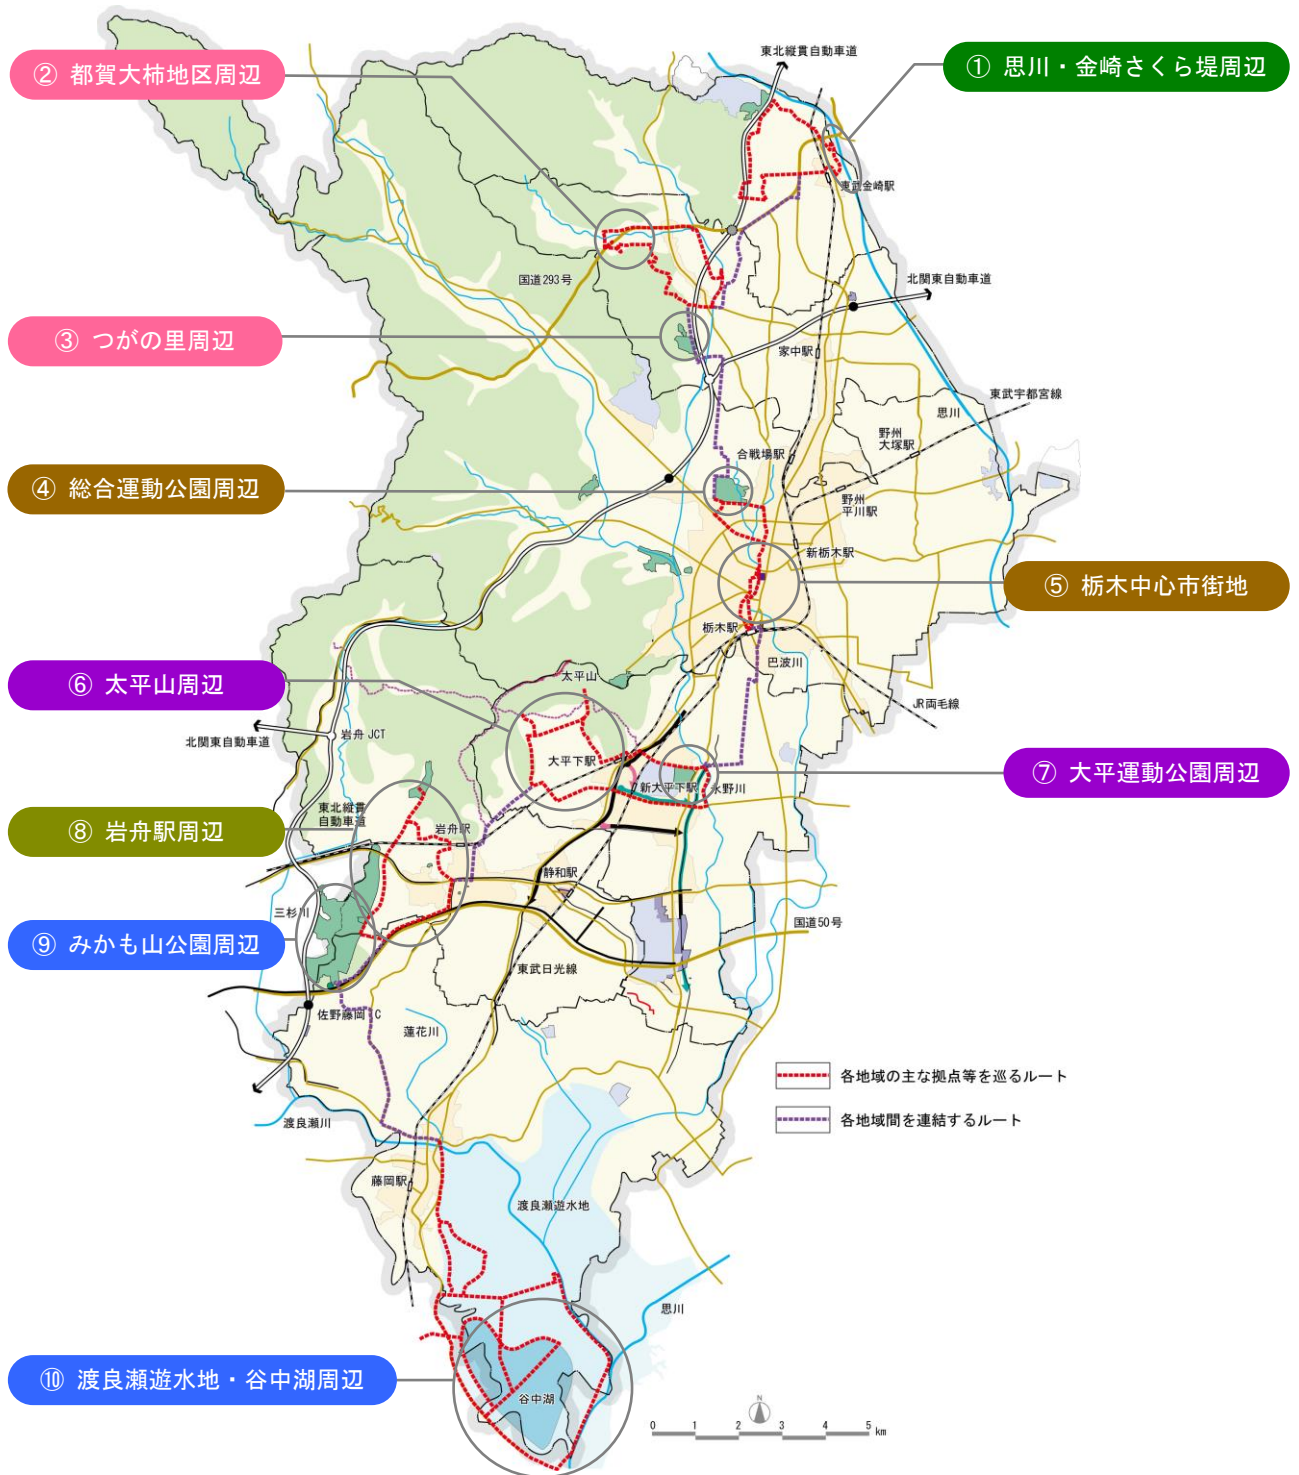 ② 都賀大柿地区周辺
東北縦貫自動車道
① 思川・金崎さくら堤周辺
東武金崎駅
国道293号
北関東自動車道
③ つがの里周辺
家中駅
東武宇都宮線
思川
野州
大塚駅
合戦場駅
④ 総合運動公園周辺
野州
平川駅
新栃木駅
⑤ 栃木中心市街地
栃木駅
巴波川
⑥ 太平山周辺
太平山
JR両毛線
岩舟 JCT
北関東自動車道
大平下駅
⑦ 大平運動公園周辺
新大平下駅
永野川
東北縦貫
自動車道
⑧ 岩舟駅周辺
岩舟駅
静和駅
三杉川
国道50号
⑨ みかも山公園周辺
東武日光線
佐野藤岡IC
蓮花川
各地域の主な拠点等を巡るルート
各地域間を連結するルート
渡良瀬川
藤岡駅
渡良瀬遊水地
思川
⑩ 渡良瀬遊水地・谷中湖周辺
谷中湖
N
0 1 2 3 4 5 km